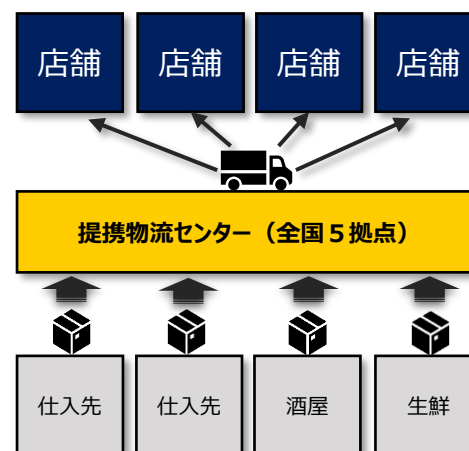 店舗
店舗
店舗
店舗
提携物流センター（全国５拠点）
仕入先
仕入先
酒屋
生鮮